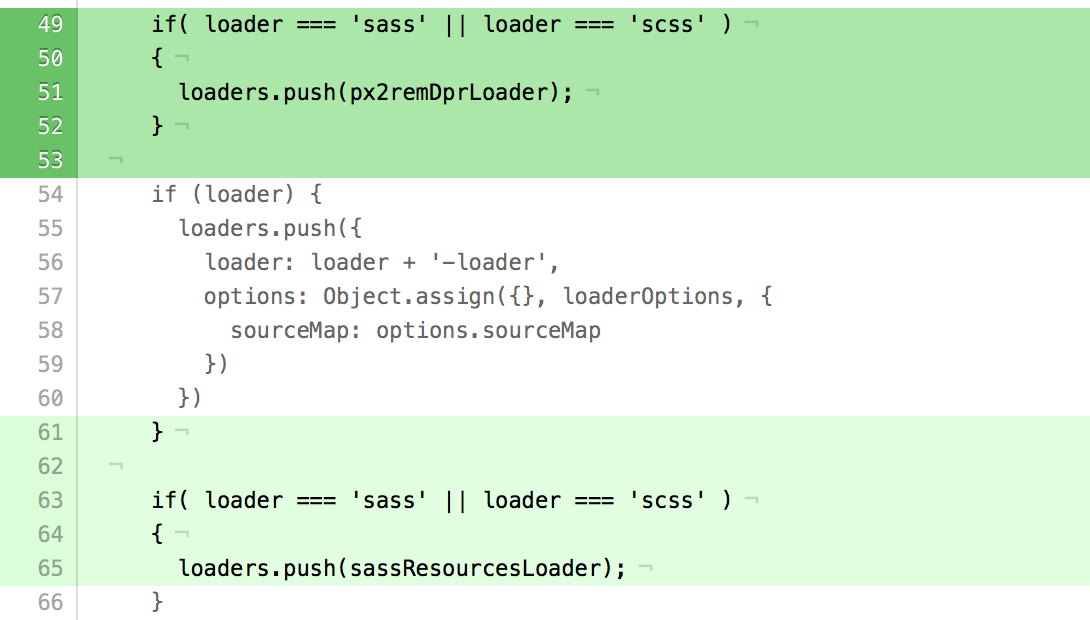 49 if( loader === 'sass' || loader === 'scss' ) ¬
50 { ¬
51 loaders.push(px2remDprLoader); ¬
52 } ¬
53 ¬
54 if (loader) {
55 loaders.push({
56 loader: loader + '-loader',
57 options: Object.assign({}, loaderOptions, {
58 sourceMap: options.sourceMap
59 })
60 })
61 } ¬
62 ¬
63 if( loader === 'sass' || loader === 'scss' ) ¬
64 { ¬
65 loaders.push(sassResourcesLoader); ¬
66 }